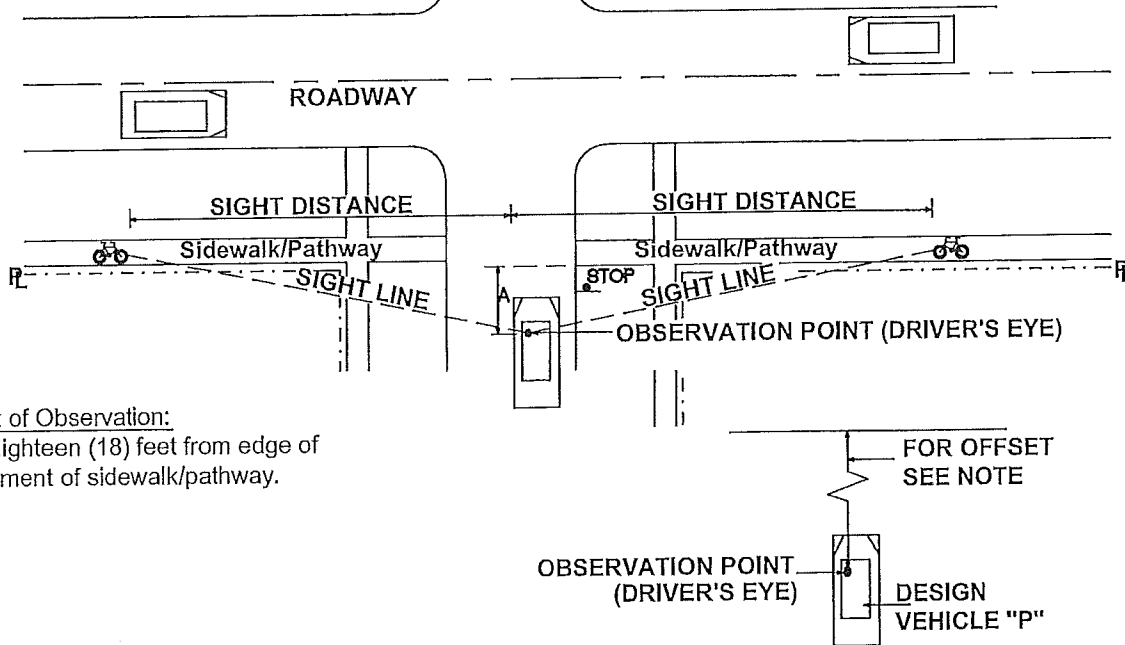 ROADWAY
SIGHT DISTANCE
SIGHT DISTANCE
Sidewalk/Pathway
Sidewalk/Pathway
PL
SIGHT LINE
A
STOP
SIGHT LINE
PL
OBSERVATION POINT (DRIVER'S EYE)
of Observation:
ighteen (18) feet from edge of
ment of sidewalk/pathway.
FOR OFFSET
SEE NOTE
OBSERVATION POINT
(DRIVER'S EYE)
DESIGN
VEHICLE "P"